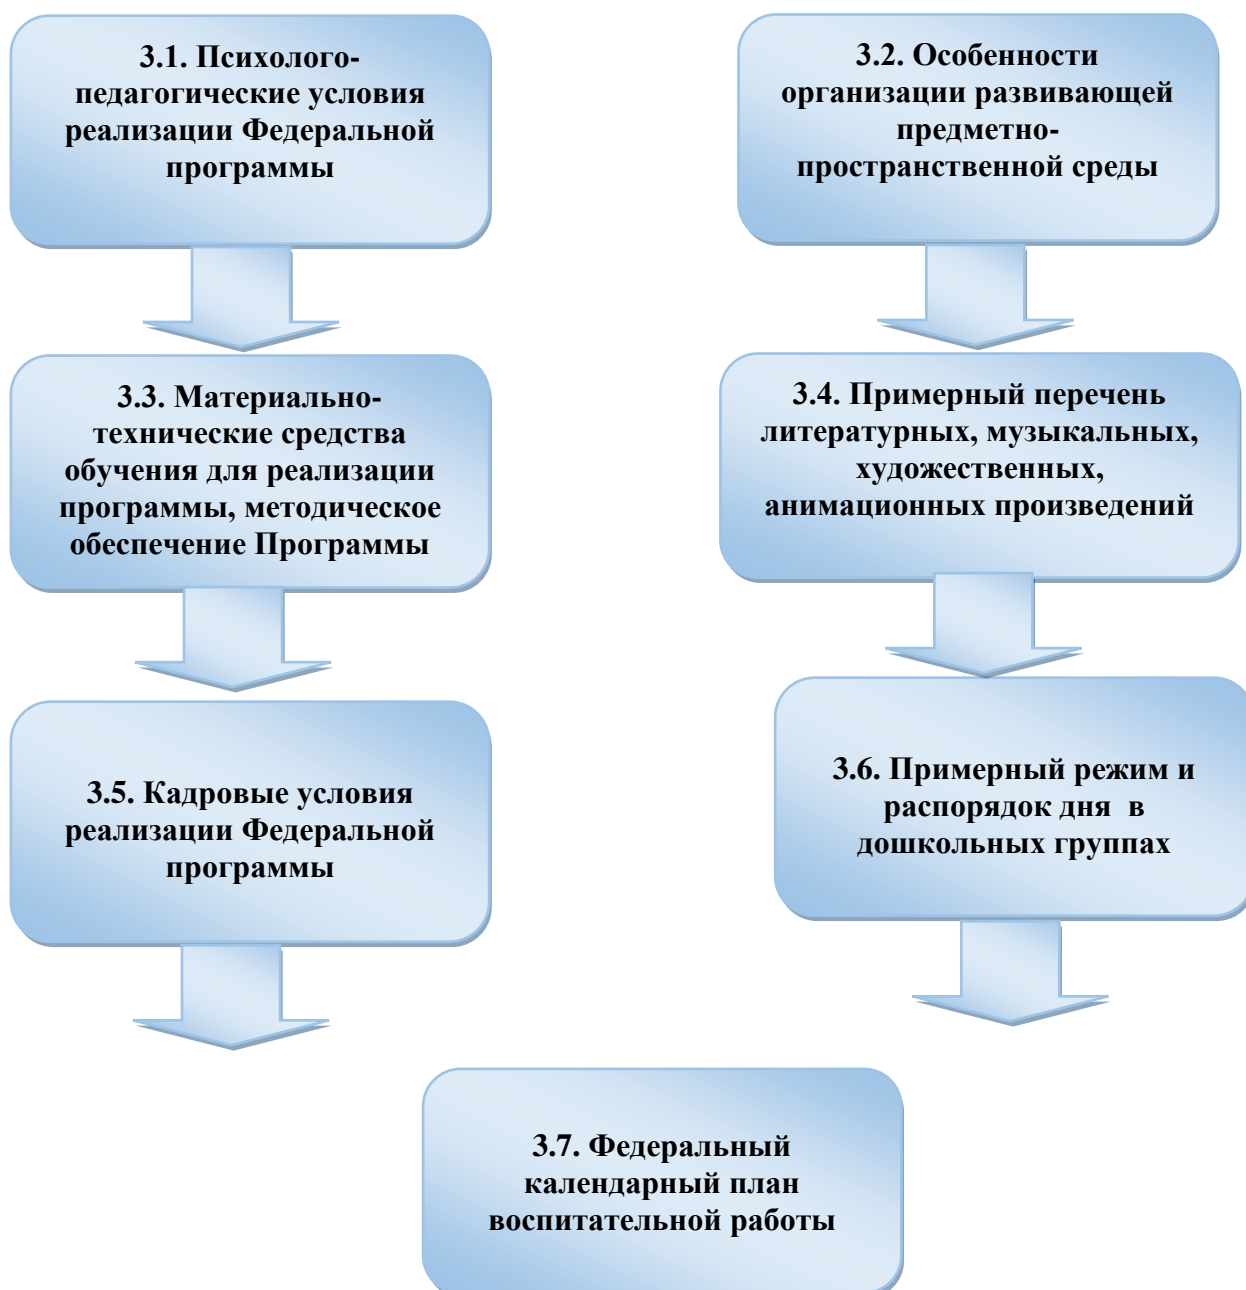 3.1. Психолого-
педагогические условия
реализации Федеральной
программы
3.2. Особенности
организации развивающей
предметно-
пространственной среды
3.3. Материально-
технические средства
обучения для реализации
программы, методическое
обеспечение Программы
3.4. Примерный перечень
литературных, музыкальных,
художественных,
анимационных произведений
3.5. Кадровые условия
реализации Федеральной
программы
3.6. Примерный режим и
распорядок дня в
дошкольных группах
3.7. Федеральный
календарный план
воспитательной работы